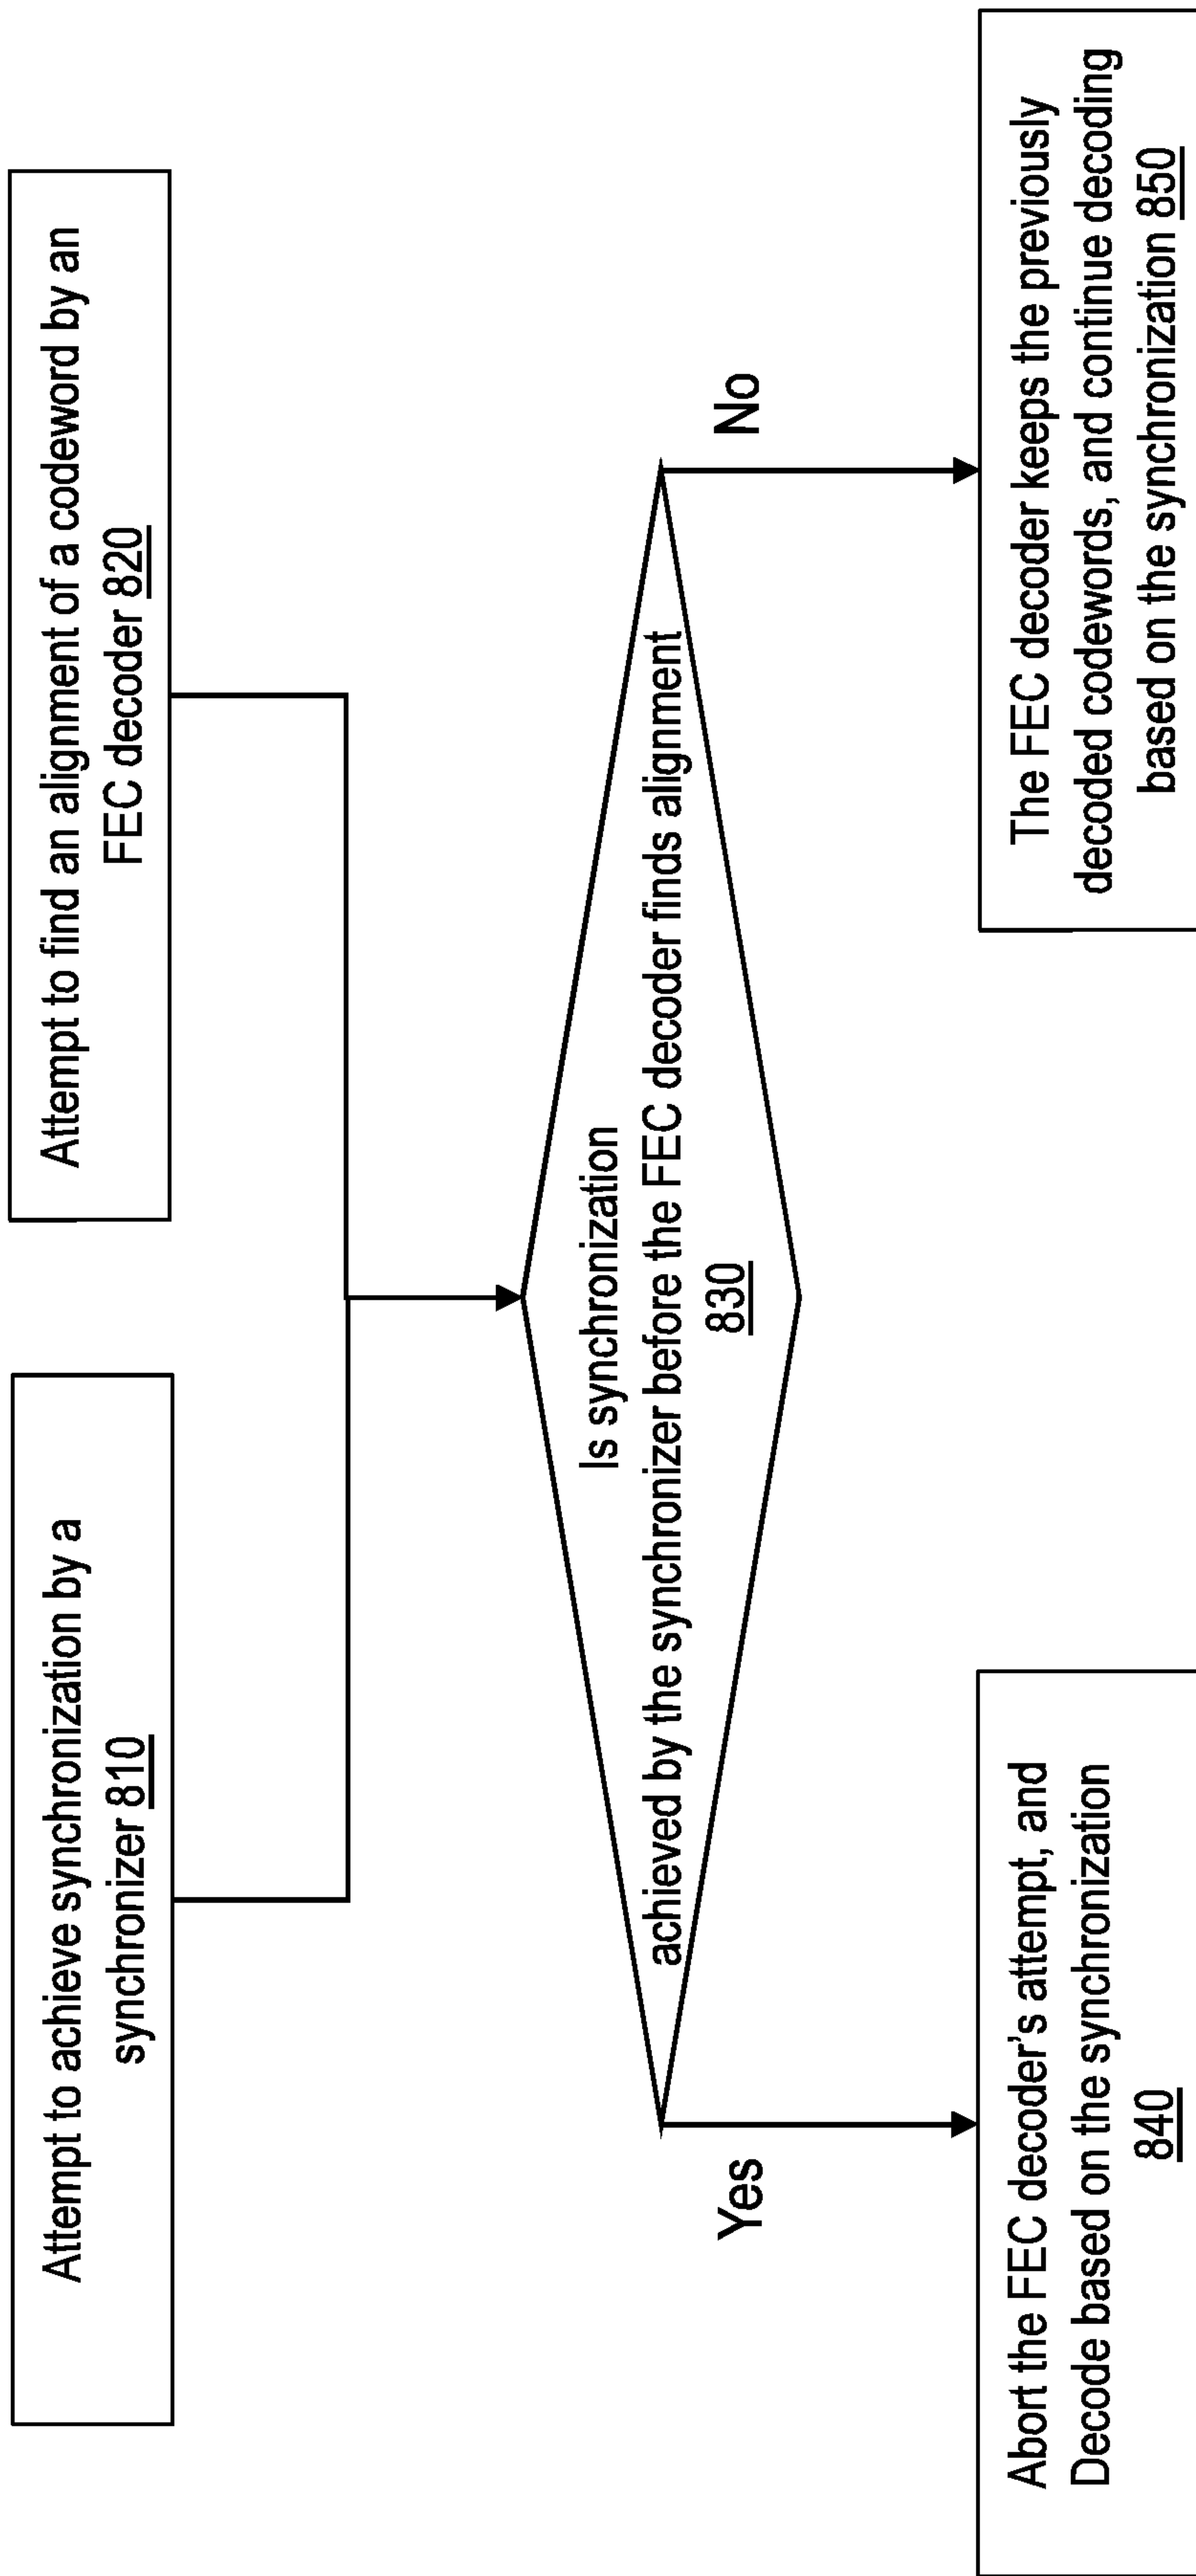 Attempt to achieve synchronization by a
synchronizer 810
Attempt to find an alignment of a codeword by an
FEC decoder 820
Is synchronization
achieved by the synchronizer before the FEC decoder finds alignment
830
Yes
No
Abort the FEC decoder’s attempt, and
Decode based on the synchronization
840
The FEC decoder keeps the previously
decoded codewords, and continue decoding
based on the synchronization 850